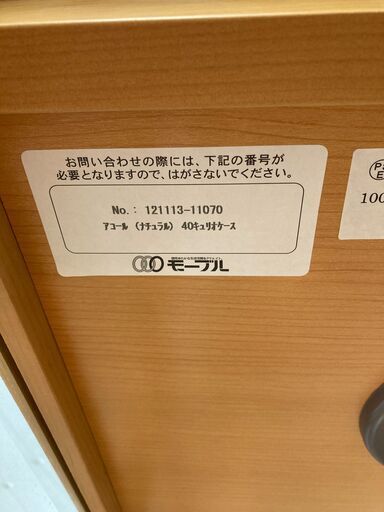 お問い合わせの際には、下記の番号が
必要となりますので、はがさないでください。
No.: 121113-11070
アコール (ナチュラル) 40キュリオケース
モーブル
PS
E
100